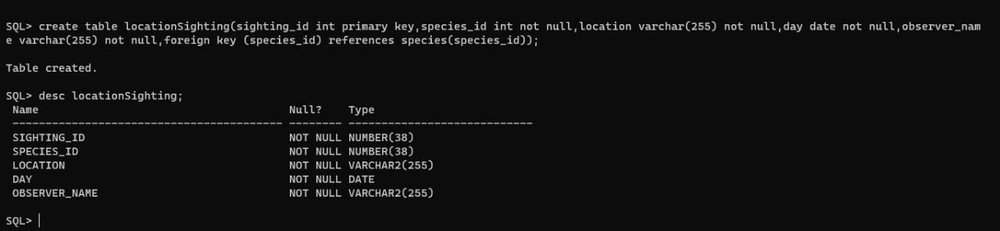 SQL> create table locationSighting(sighting_id int primary key,species_id int not null,location varchar(255) not null,day date not null,observer_nam
e varchar(255) not null,foreign key (species_id) references species(species_id));
Table created.
SQL> desc locationSighting;
 Name                                      Null?    Type
 ----------------------------------------- -------- ----------------------------
 SIGHTING_ID                               NOT NULL NUMBER(38)
 SPECIES_ID                                NOT NULL NUMBER(38)
 LOCATION                                  NOT NULL VARCHAR2(255)
 DAY                                       NOT NULL DATE
 OBSERVER_NAME                             NOT NULL VARCHAR2(255)
SQL>